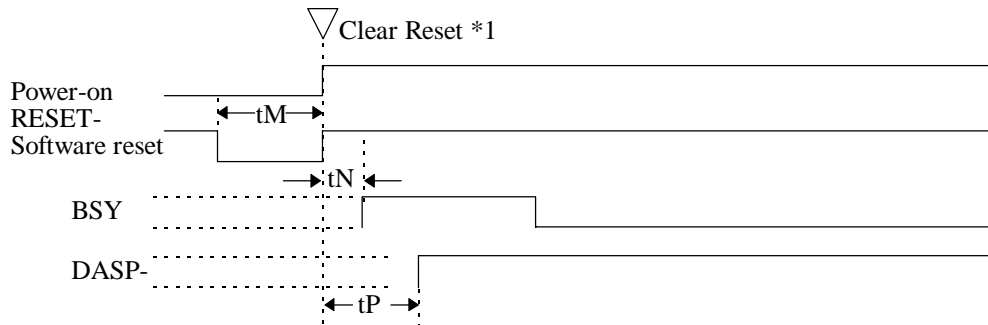 Clear Reset *1
Power-on
RESET-
Software reset
tM
tN
BSY
DASP-
tP